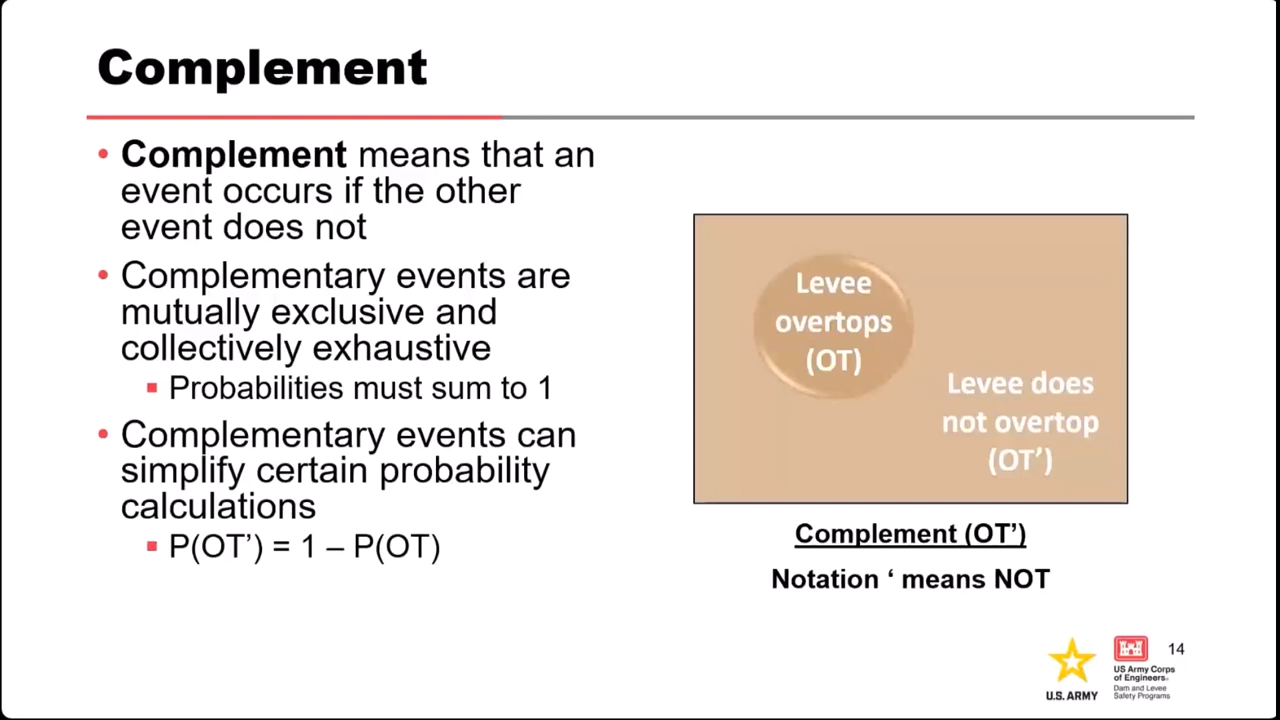 Complement
• Complement means that an
event occurs if the other
event does not
• Complementary events are
mutually exclusive and
collectively exhaustive
▪ Probabilities must sum to 1
• Complementary events can
simplify certain probability
calculations
▪ P(OT’) = 1 – P(OT)
Levee
overtops
(OT)
Levee does
not overtop
(OT’)
Complement (OT’)
Notation ‘ means NOT
U.S. ARMY
US Army Corps
of Engineers®
Dam and Levee
Safety Programs
14